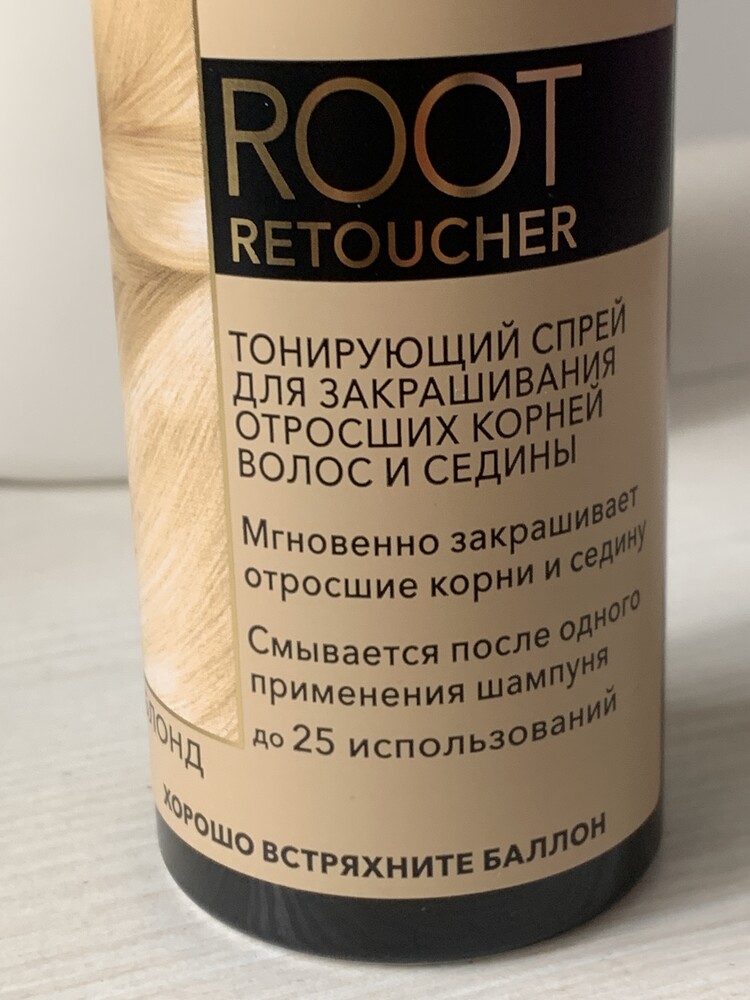 ROOT
RETOUCHER
ТОНИРУЮЩИЙ СПРЕЙ
ДЛЯ ЗАКРАШИВАНИЯ
ОТРОСШИХ КОРНЕЙ
ВОЛОС И СЕДИНЫ
Мгновенно закрашивает
отросшие корни и седину
Смывается после одного
применения шампуня
до 25 использований
ЛОНД
ХОРОШО ВСТРЯХНИТЕ БАЛЛОН